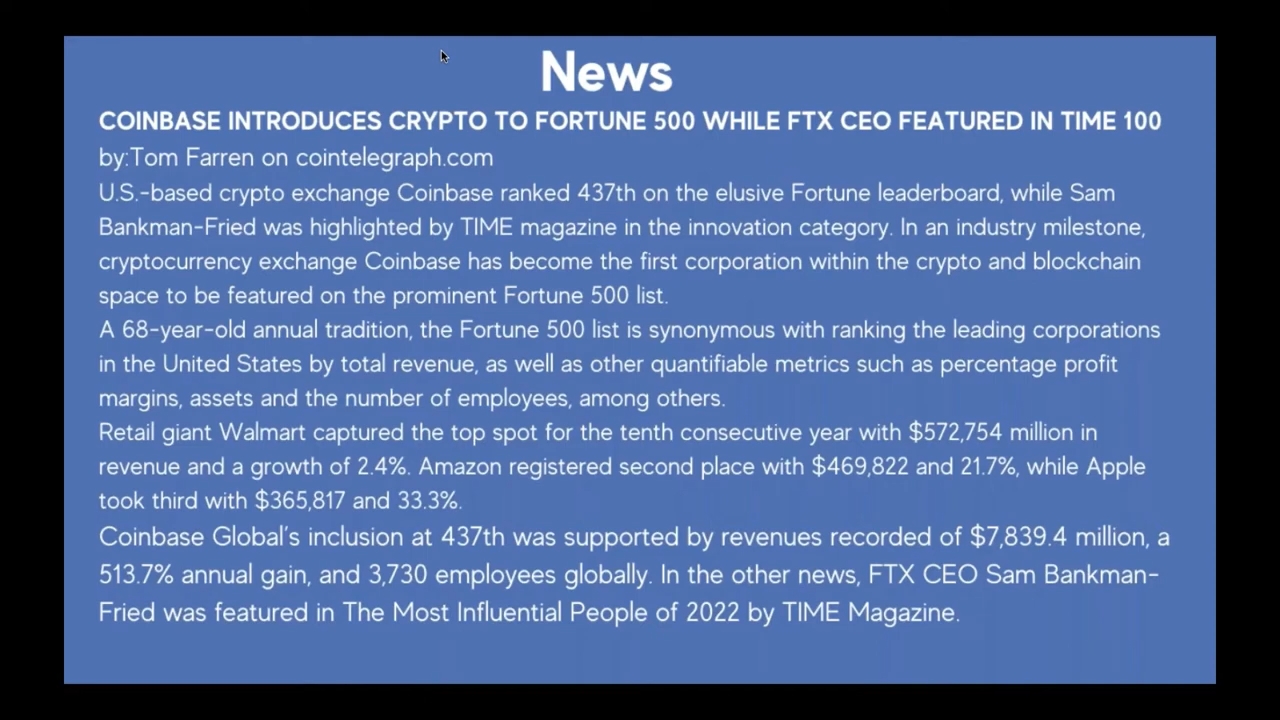 News
COINBASE INTRODUCES CRYPTO TO FORTUNE 500 WHILE FTX CEO FEATURED IN TIME 100
by:Tom Farren on cointelegraph.com
U.S.-based crypto exchange Coinbase ranked 437th on the elusive Fortune leaderboard, while Sam
Bankman-Fried was highlighted by TIME magazine in the innovation category. In an industry milestone,
cryptocurrency exchange Coinbase has become the first corporation within the crypto and blockchain
space to be featured on the prominent Fortune 500 list.
A 68-year-old annual tradition, the Fortune 500 list is synonymous with ranking the leading corporations
in the United States by total revenue, as well as other quantifiable metrics such as percentage profit
margins, assets and the number of employees, among others.
Retail giant Walmart captured the top spot for the tenth consecutive year with $572,754 million in
revenue and a growth of 2.4%. Amazon registered second place with $469,822 and 21.7%, while Apple
took third with $365,817 and 33.3%.
Coinbase Global's inclusion at 437th was supported by revenues recorded of $7,839.4 million, a
513.7% annual gain, and 3,730 employees globally. In the other news, FTX CEO Sam Bankman-
Fried was featured in The Most Influential People of 2022 by TIME Magazine.